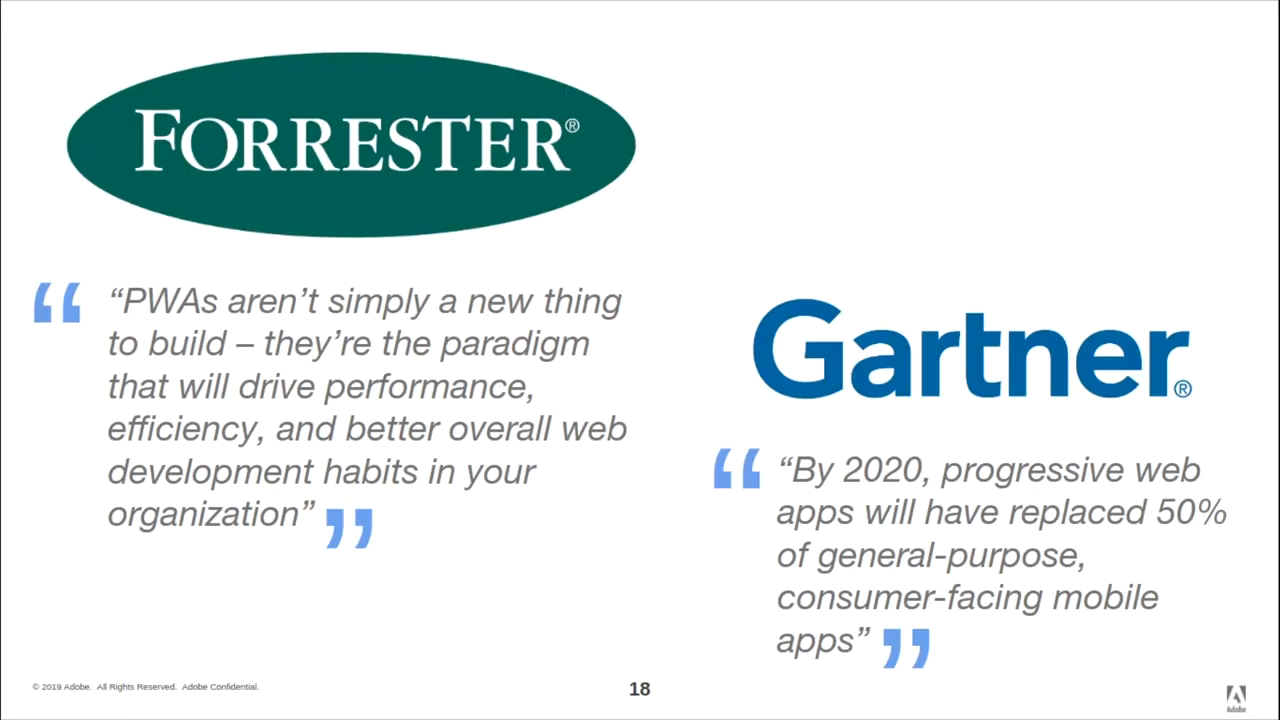 FORRESTER®
“ “PWAs aren’t simply a new thing
to build – they’re the paradigm
that will drive performance,
efficiency, and better overall web
development habits in your
organization” ”
Gartner®
“ “By 2020, progressive web
apps will have replaced 50%
of general-purpose,
consumer-facing mobile
apps” ”
© 2019 Adobe. All Rights Reserved. Adobe Confidential.
18
Adobe